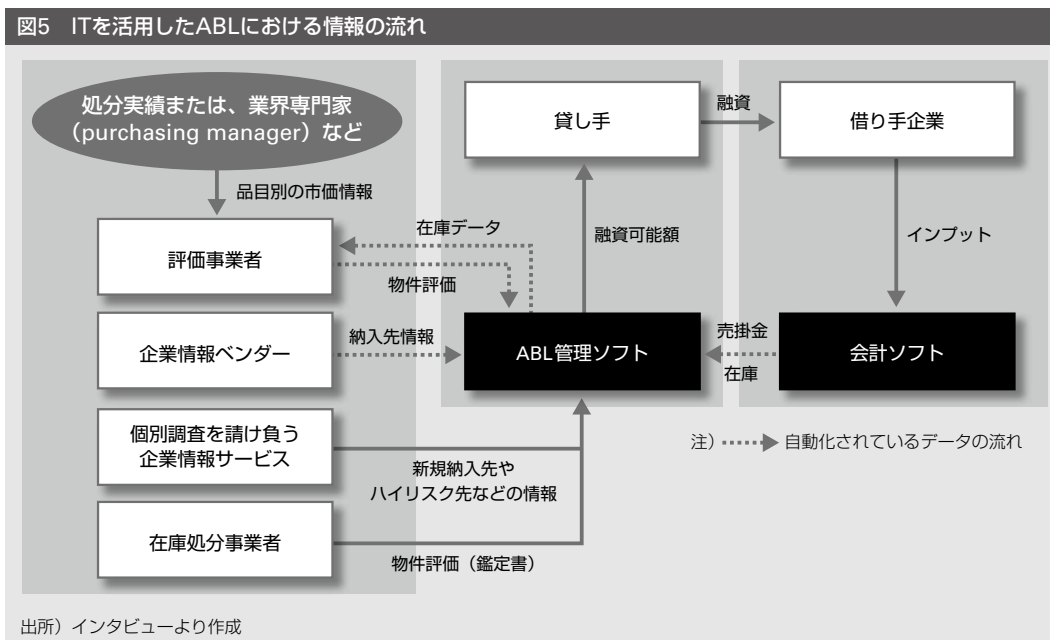 図5 ITを活用したABLにおける情報の流れ
処分実績または、業界専門家
（purchasing manager）など
品目別の市価情報
評価事業者
在庫データ
物件評価
企業情報ベンダー
納入先情報
個別調査を請け負う
企業情報サービス
新規納入先や
ハイリスク先などの情報
在庫処分事業者
物件評価（鑑定書）
貸し手
融資
借り手企業
融資可能額
インプット
ABL管理ソフト
売掛金
在庫
会計ソフト
注） 自動化されているデータの流れ
出所）インタビューより作成